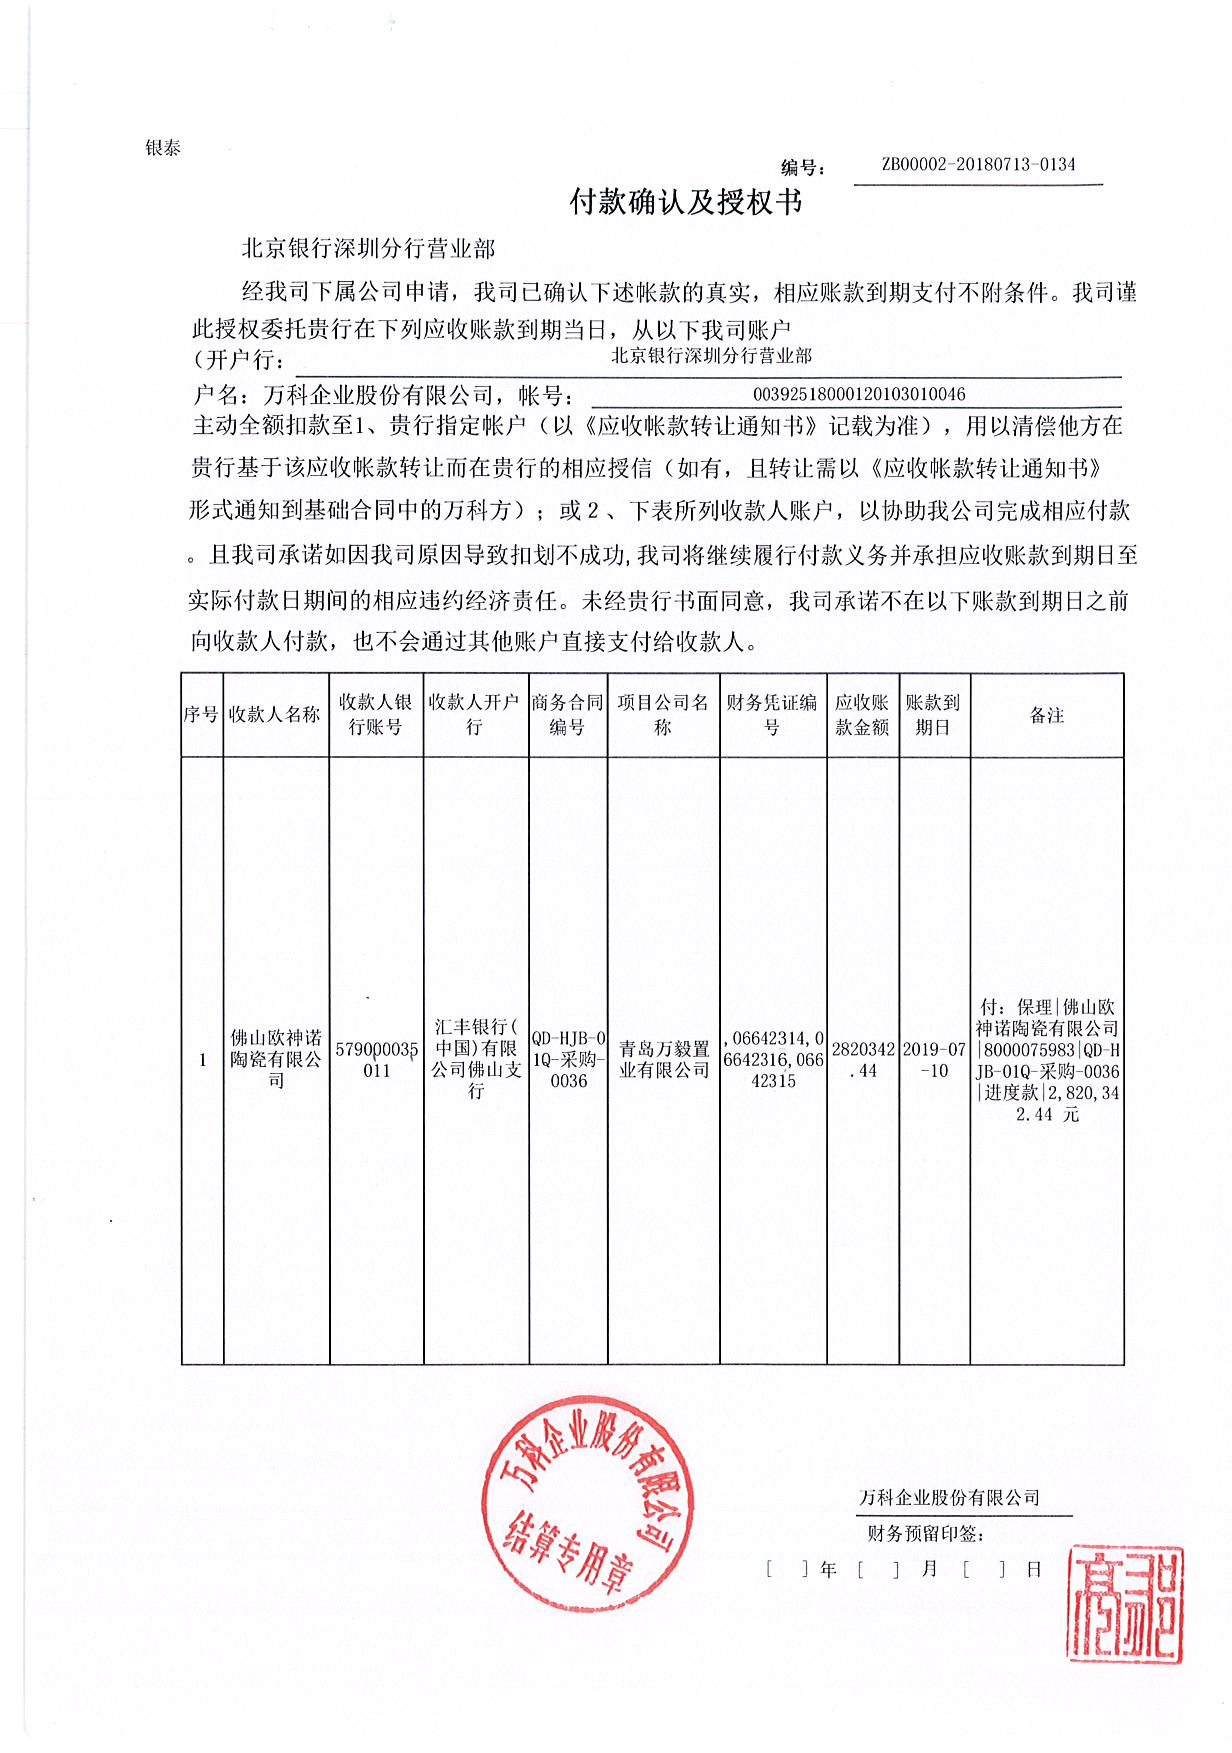 银泰
编号： ZB00002-20180713-0134
付款确认及授权书
北京银行深圳分行营业部
经我司下属公司申请，我司已确认下述帐款的真实，相应账款到期支付不附条件。我司谨
此授权委托贵行在下列应收账款到期当日，从以下我司账户
（开户行： 北京银行深圳分行营业部
户名：万科企业股份有限公司，帐号： 00392518000120103010046
主动全额扣款至1、贵行指定帐户（以《应收帐款转让通知书》记载为准），用以清偿他方在
贵行基于该应收帐款转让而在贵行的相应授信（如有，且转让需以《应收帐款转让通知书》
形式通知到基础合同中的万科方）；或２、下表所列收款人账户，以协助我公司完成相应付款
。且我司承诺如因我司原因导致扣划不成功,我司将继续履行付款义务并承担应收账款到期日至
实际付款日期间的相应违约经济责任。未经贵行书面同意，我司承诺不在以下账款到期日之前
向收款人付款，也不会通过其他账户直接支付给收款人。
序号
收款人名称
收款人银
行账号
收款人开户
行
商务合同
编号
项目公司名
称
财务凭证编
号
应收账
款金额
账款到
期日
备注
1
佛山欧神诺
陶瓷有限公
司
579000035
011
汇丰银行(
中国)有限
公司佛山支
行
QD-HJB-0
1Q-采购-
0036
青岛万毅置
业有限公司
,06642314,0
6642316,066
42315
2820342
.44
2019-07
-10
付：保理|佛山欧
神诺陶瓷有限公司
|8000075983|QD-H
JB-01Q-采购-0036
|进度款|2,820,34
2.44 元
万科企业股份有限公司
结算专用章
万科企业股份有限公司
财务预留印签：
[ ]年 [ ] 月 [ ] 日